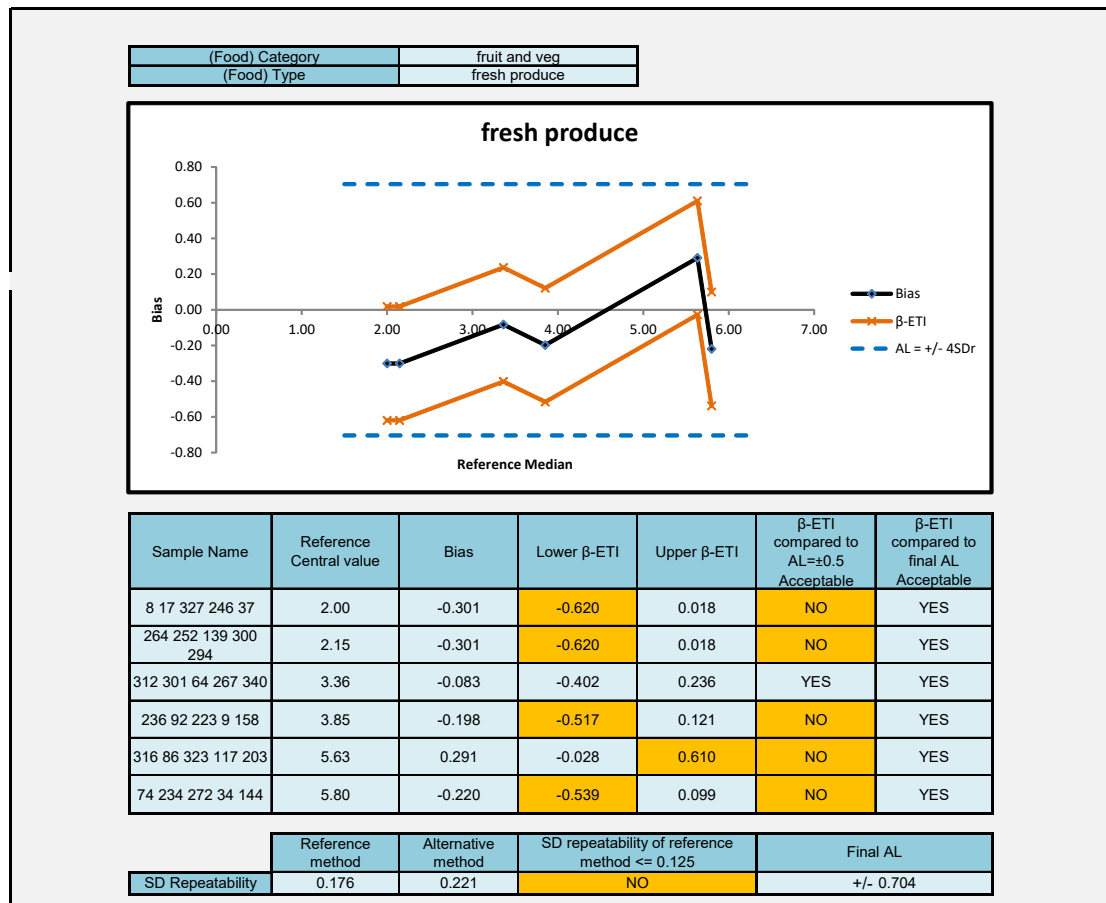 (Food) Category fruit and veg
(Food) Type fresh produce
fresh produce
0.80
0.60
0.40
0.20
0.00
-0.20
-0.40
-0.60
-0.80
0.00 1.00 2.00 3.00 4.00 5.00 6.00 7.00
Bias
Reference Median
Bias
β-ETI
AL = +/- 4SDr
Sample Name Reference Central value Bias Lower β-ETI Upper β-ETI β-ETI compared to AL=±0.5 Acceptable β-ETI compared to final AL Acceptable
8 17 327 246 37 2.00 -0.301 -0.620 0.018 NO YES
264 252 139 300 294 2.15 -0.301 -0.620 0.018 NO YES
312 301 64 267 340 3.36 -0.083 -0.402 0.236 YES YES
236 92 223 9 158 3.85 -0.198 -0.517 0.121 NO YES
316 86 323 117 203 5.63 0.291 -0.028 0.610 NO YES
74 234 272 34 144 5.80 -0.220 -0.539 0.099 NO YES
Reference method Alternative method SD repeatability of reference method <= 0.125 Final AL
SD Repeatability 0.176 0.221 NO +/- 0.704